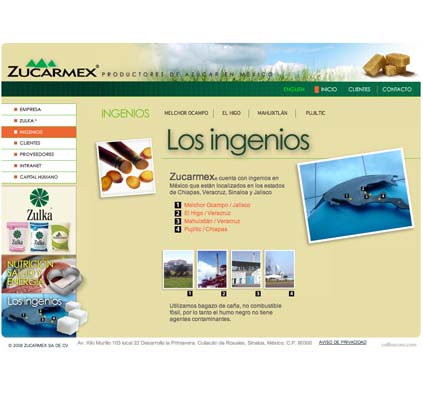 ZUCARMEX®
PRODUCTORES DE AZUCAR EN MÉXICO
INICIO
CLIENTES
CONTACTO
EMPRESA
ZULKA®
INGENIOS
CLIENTES
PROVEEDORES
INTRANET
CAPITAL HUMANO
INGENIOS
MELCHOR OCAMPO
EL HIGO
MAHUIXTLÁN
PUJILTIC
Los ingenios
Zucarmex® cuenta con ingenios en
México que están localizados en los estados
de Chiapas, Veracruz, Sinaloa y Jalisco
1 Melchor Ocampo / Jalisco
2 El Higo / Veracruz
3 Mahuixtlán / Veracruz
4 Pujiltic / Chiapas
1 2 3 4
Utilizamos bagazo de caña, no combustible
fósil, por lo tanto el humo negro no tiene
agentes contaminantes.
Zulka
NUTRICIÓN
SALUD Y
ENERGÍA
Los ingenios
© 2008 ZUCARMEX SA DE CV
Av. Kiki Murillo 103 local 22 Desarrollo la Primavera. Culiacán de Rosales, Sinaloa, México. C.P. 80300
AVISO DE PRIVACIDAD